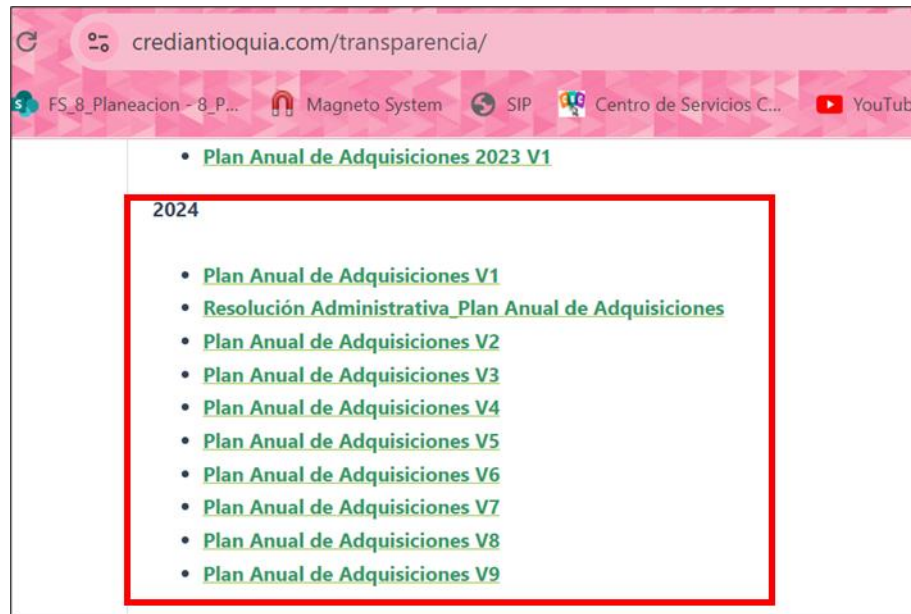 crediantioquia.com/transparencia/
FS_8_Planeacion - 8_P... Magneto System SIP Centro de Servicios C... YouTub
• Plan Anual de Adquisiciones 2023 V1
2024
• Plan Anual de Adquisiciones V1
• Resolución Administrativa_Plan Anual de Adquisiciones
• Plan Anual de Adquisiciones V2
• Plan Anual de Adquisiciones V3
• Plan Anual de Adquisiciones V4
• Plan Anual de Adquisiciones V5
• Plan Anual de Adquisiciones V6
• Plan Anual de Adquisiciones V7
• Plan Anual de Adquisiciones V8
• Plan Anual de Adquisiciones V9